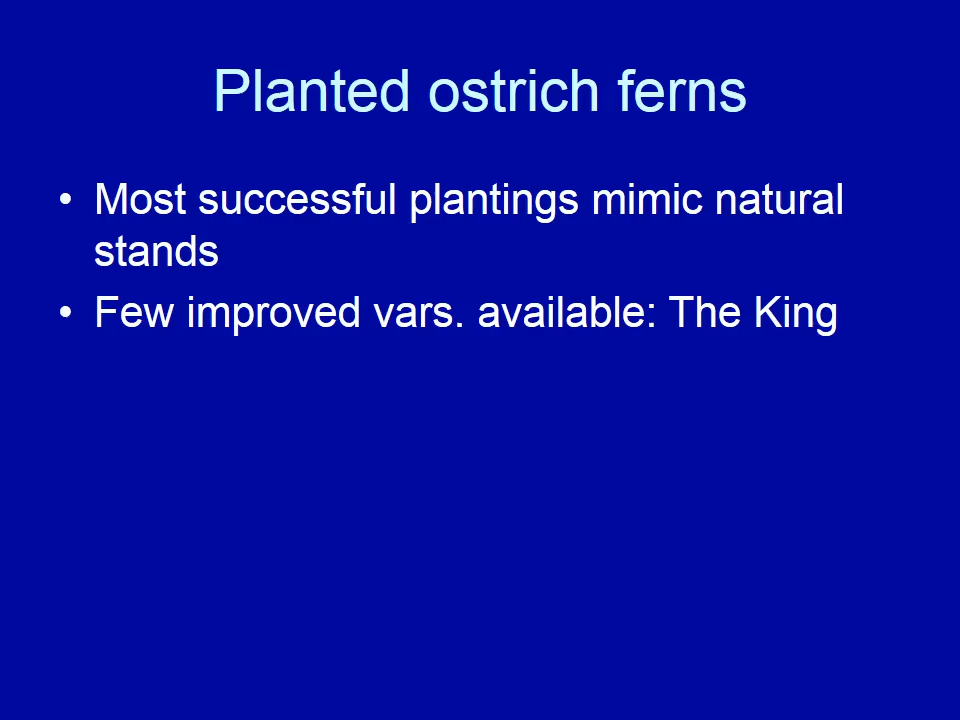 Planted ostrich ferns
• Most successful plantings mimic natural
stands
• Few improved vars. available: The King